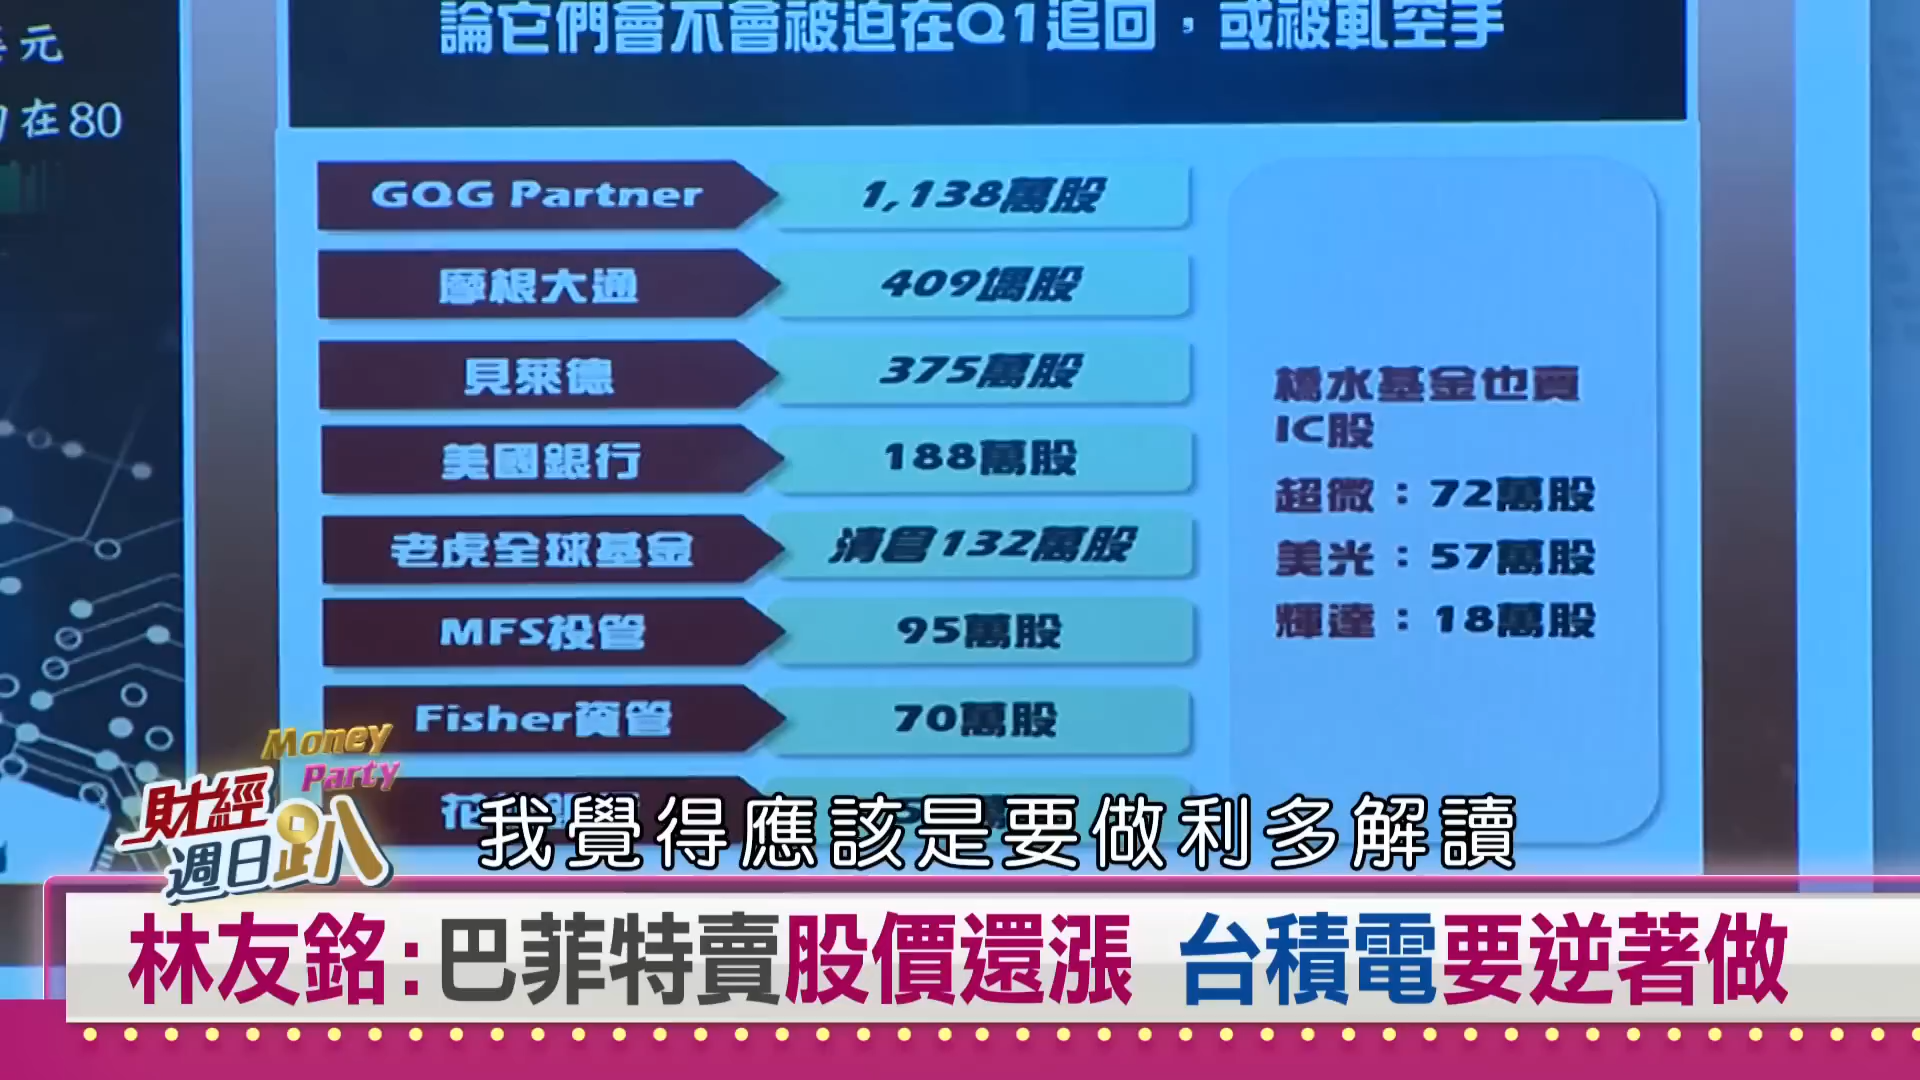 元
在80
論它們會不會被迫在Q1追回，或被軋空手
GQG Partner 1,138萬股
摩根大通 409萬股
貝萊德 375萬股
美國銀行 188萬股
老虎全球基金 清倉132萬股
MFS投管 95萬股
Fisher資管 70萬股
橋水基金也賣
IC股
超微：72萬股
美光：57萬股
輝達：18萬股
Money
Party
財經
週日趴
我覺得應該是要做利多解讀
林友銘：巴菲特賣股價還漲 台積電要逆著做